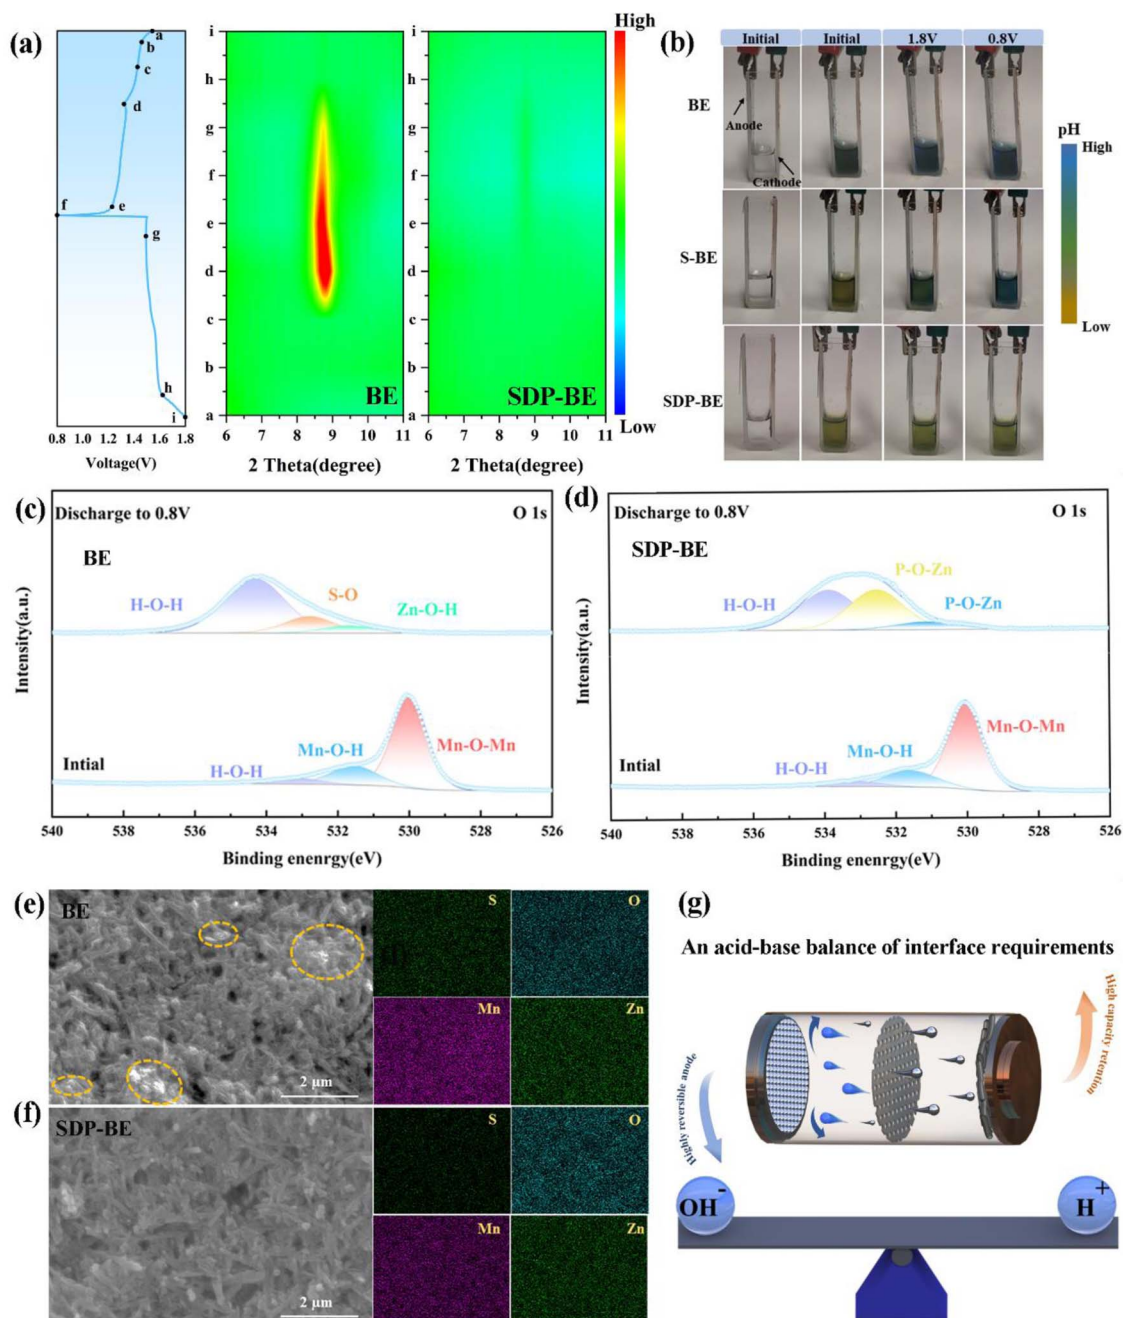 (a)
a
b
c
d
e
f
g
h
i
0.8 1.0 1.2 1.4 1.6 1.8
Voltage(V)
i
h
g
f
e
d
c
b
a
BE
6 7 8 9 10 11
2 Theta(degree)
i
h
g
f
e
d
c
b
a
SDP-BE
6 7 8 9 10 11
2 Theta(degree)
High
Low
(b)
Initial Initial 1.8V 0.8V
BE
Anode
Cathode
S-BE
SDP-BE
pH
High
Low
(c)
Discharge to 0.8V O 1s
BE
H-O-H
S-O
Zn-O-H
Intensity(a.u.)
Mn-O-Mn
Mn-O-H
H-O-H
Intial
540 538 536 534 532 530 528 526
Binding enenrgy(eV)
(d)
Discharge to 0.8V O 1s
SDP-BE
P-O-Zn
H-O-H
P-O-Zn
Intensity(a.u.)
Mn-O-Mn
Mn-O-H
H-O-H
Intial
540 538 536 534 532 530 528 526
Binding enenrgy(eV)
(e)
BE
2 μm
S
O
Mn
Zn
(f)
SDP-BE
2 μm
S
O
Mn
Zn
(g)
An acid-base balance of interface requirements
Highly reversible anode
High capacity retention
OH-
H+